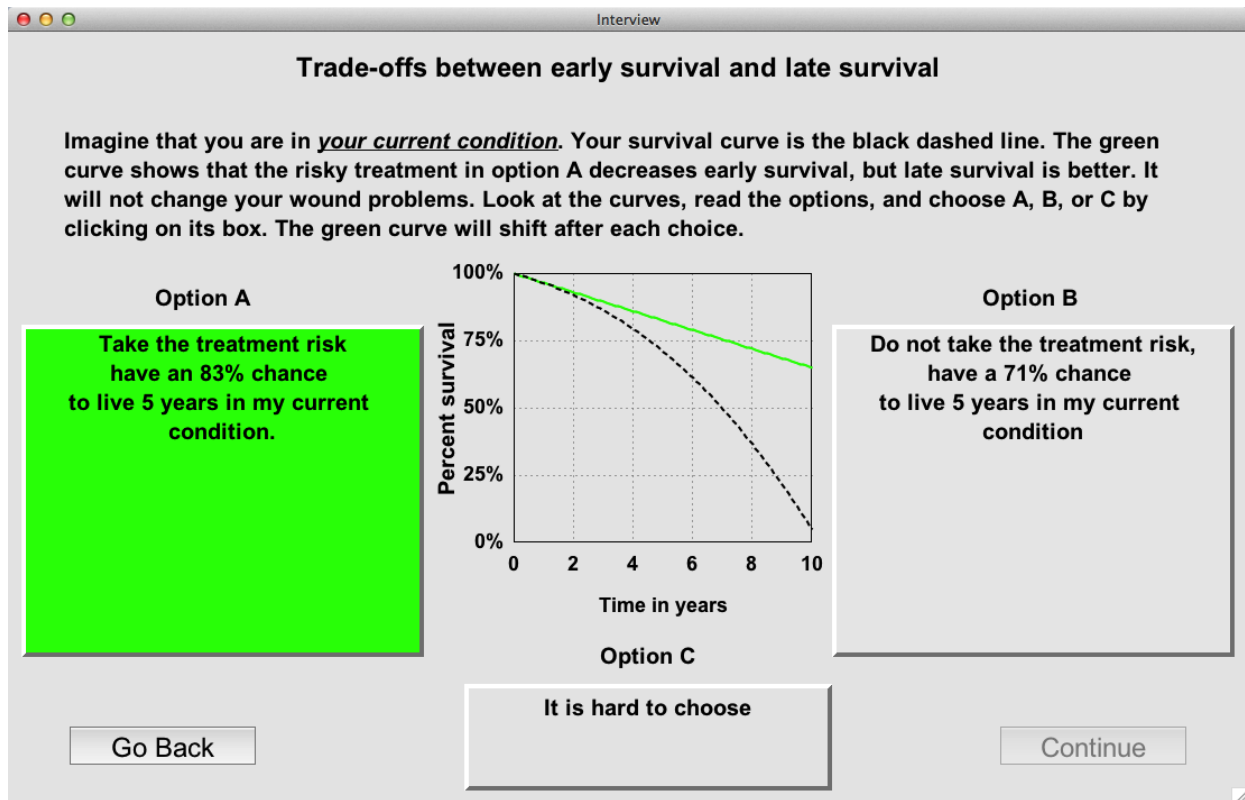 Interview
Trade-offs between early survival and late survival
Imagine that you are in your current condition. Your survival curve is the black dashed line. The green
curve shows that the risky treatment in option A decreases early survival, but late survival is better. It
will not change your wound problems. Look at the curves, read the options, and choose A, B, or C by
clicking on its box. The green curve will shift after each choice.
Option A
Take the treatment risk
have an 83% chance
to live 5 years in my current
condition.
Percent survival
100%
75%
50%
25%
0%
0 2 4 6 8 10
Time in years
Option B
Do not take the treatment risk,
have a 71% chance
to live 5 years in my current
condition
Option C
It is hard to choose
Go Back
Continue